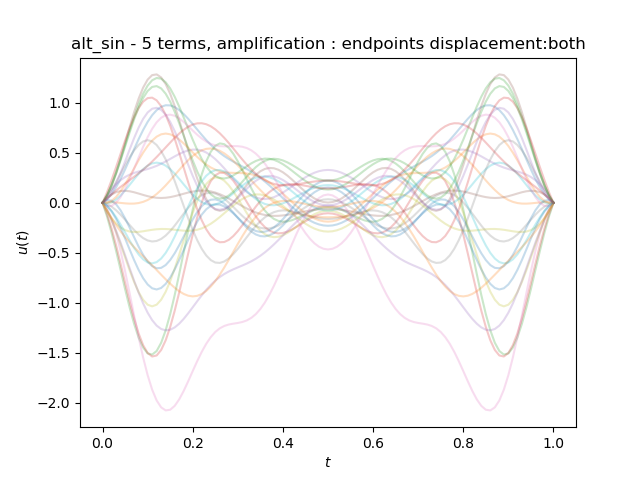 alt_sin - 5 terms, amplification : endpoints displacement:both
1.0
0.5
0.0
−0.5
−1.0
−1.5
−2.0
u(t)
0.0 0.2 0.4 0.6 0.8 1.0
t